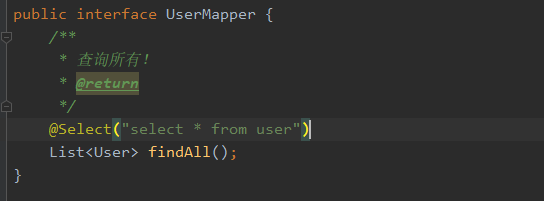 public interface UserMapper {
/**
* 查询所有!
* @return
*/
@Select("select * from user")
List<User> findAll();
}